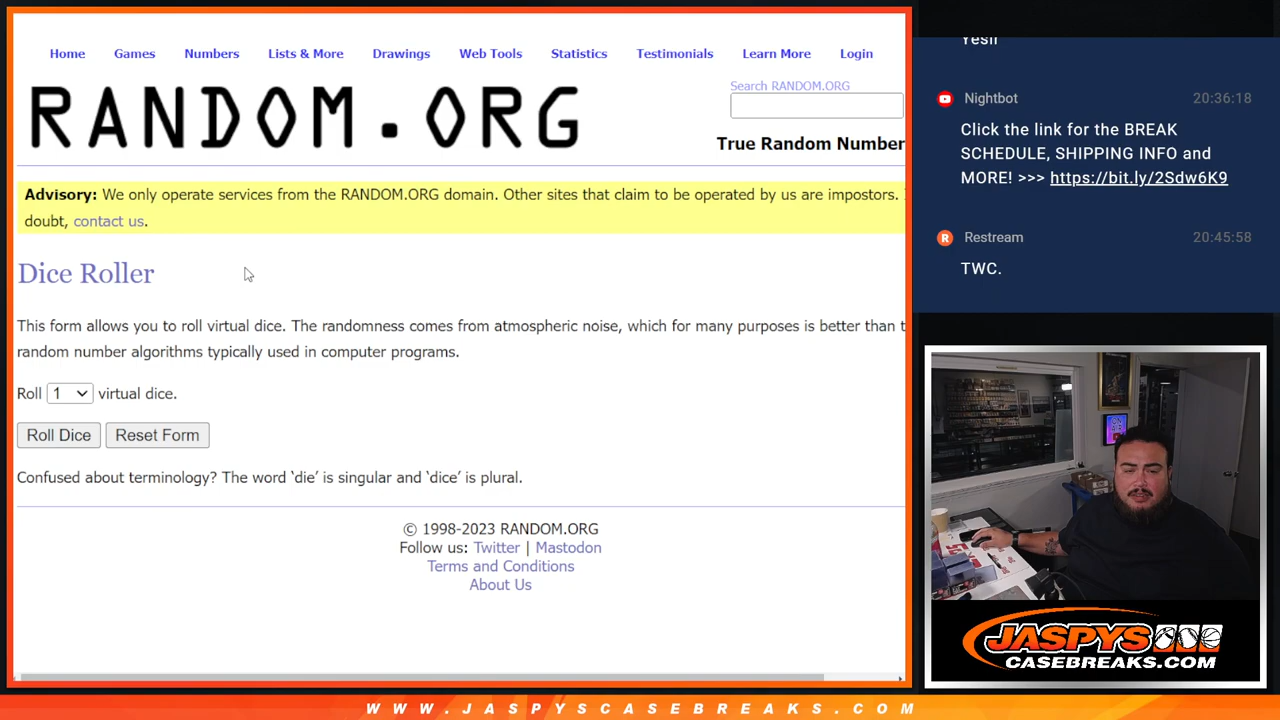 Home Games Numbers Lists & More Drawings Web Tools Statistics Testimonials Learn More Login
RANDOM.ORG
Search RANDOM.ORG
True Random Number
Advisory: We only operate services from the RANDOM.ORG domain. Other sites that claim to be operated by us are impostors.
doubt, contact us.
Dice Roller
This form allows you to roll virtual dice. The randomness comes from atmospheric noise, which for many purposes is better than
random number algorithms typically used in computer programs.
Roll 1 virtual dice.
Roll Dice Reset Form
Confused about terminology? The word ‘die’ is singular and ‘dice’ is plural.
© 1998-2023 RANDOM.ORG
Follow us: Twitter | Mastodon
Terms and Conditions
About Us
Nightbot 20:36:18
Click the link for the BREAK
SCHEDULE, SHIPPING INFO and
MORE! >>> https://bit.ly/2Sdw6K9
Restream 20:45:58
TWC.
JASPYS
CASEBREAKS.COM
WWW.JASPYSCASEBREAKS.COM